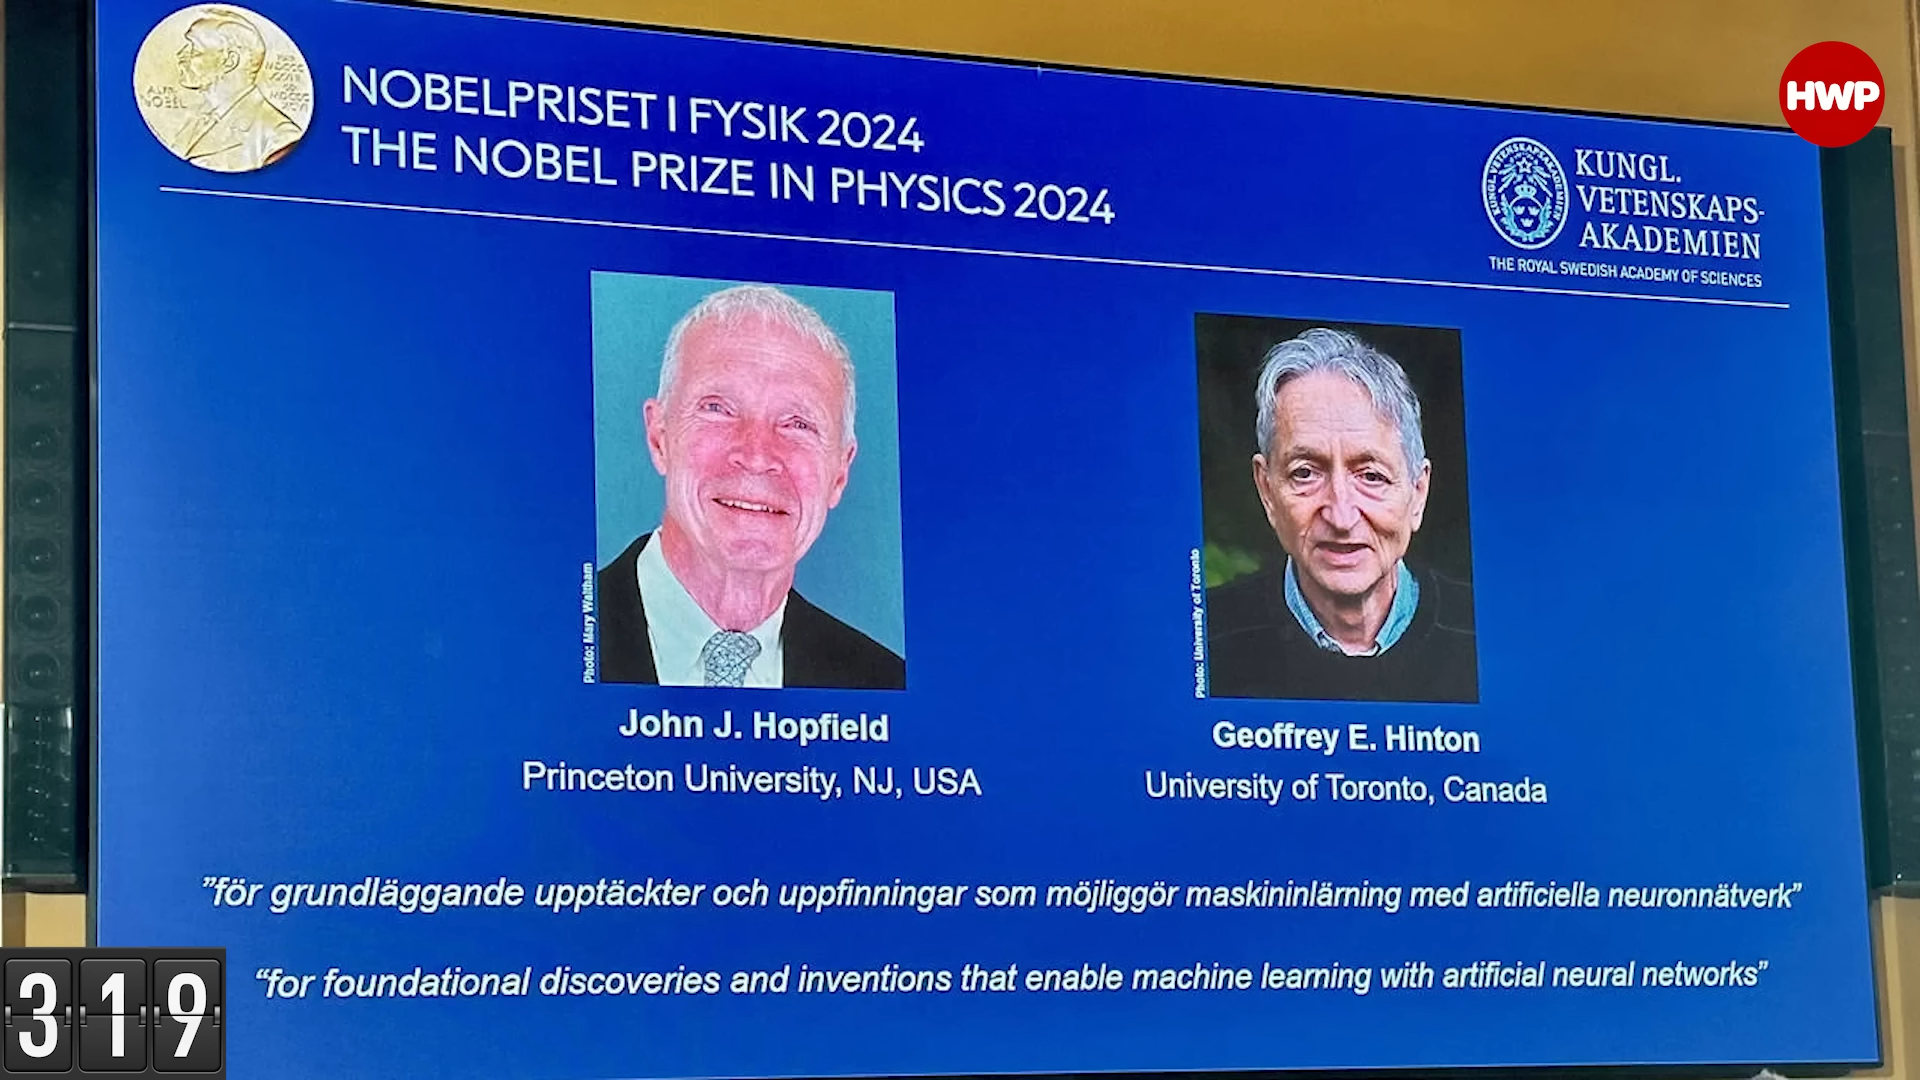 NOBELPRISET I FYSIK 2024
THE NOBEL PRIZE IN PHYSICS 2024
HWP
KUNGL.
VETENSKAPS-
AKADEMIEN
THE ROYAL SWEDISH ACADEMY OF SCIENCES
Photo: Mary Waltham
Photo: University of Toronto
John J. Hopfield
Princeton University, NJ, USA
Geoffrey E. Hinton
University of Toronto, Canada
”för grundläggande upptäckter och uppfinningar som möjliggör maskininlärning med artificiella neuronnätverk”
“for foundational discoveries and inventions that enable machine learning with artificial neural networks”
319